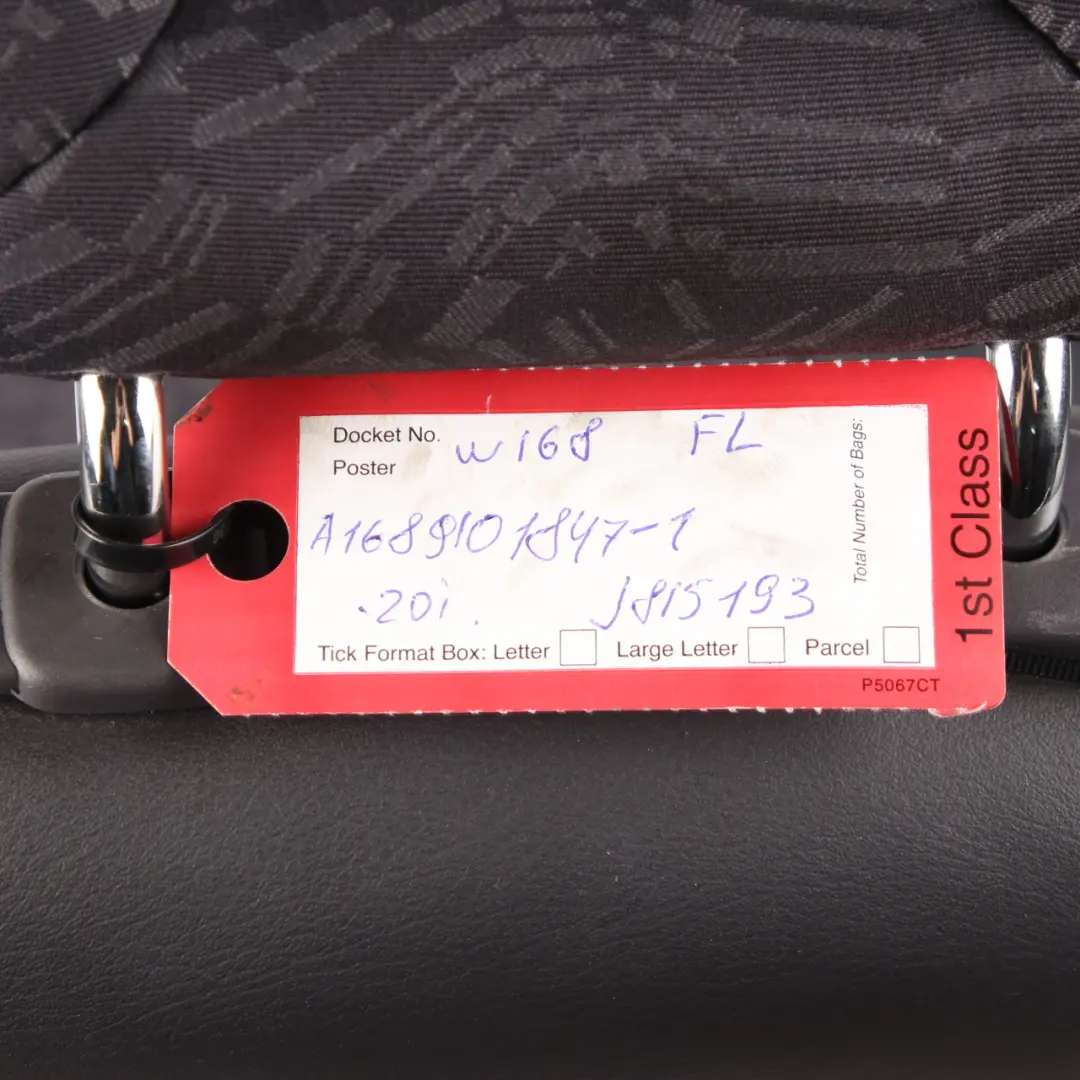 Docket No. W168 FL
Poster
A1689101847-1
.20i. J815193
Tick Format Box: Letter Large Letter Parcel
P5067CT
Total Number of Bags:
1st Class